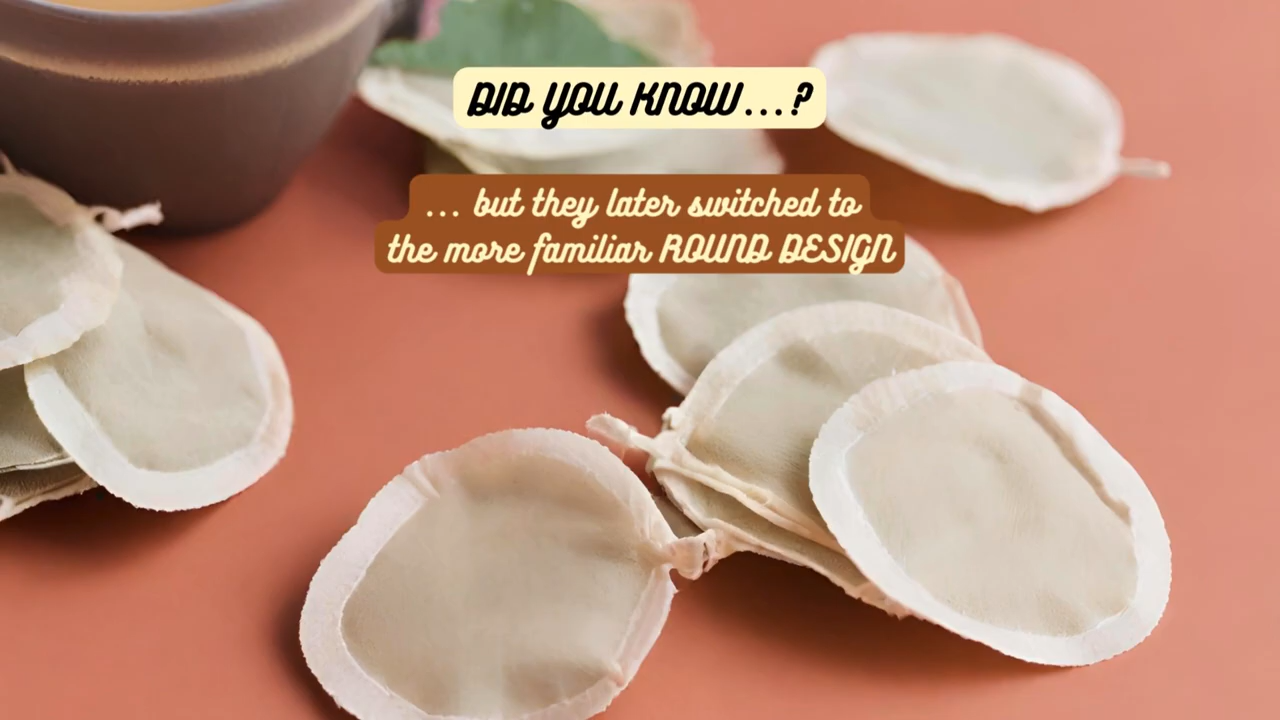 DID YOU KNOW...?
... but they later switched to
the more familiar ROUND DESIGN